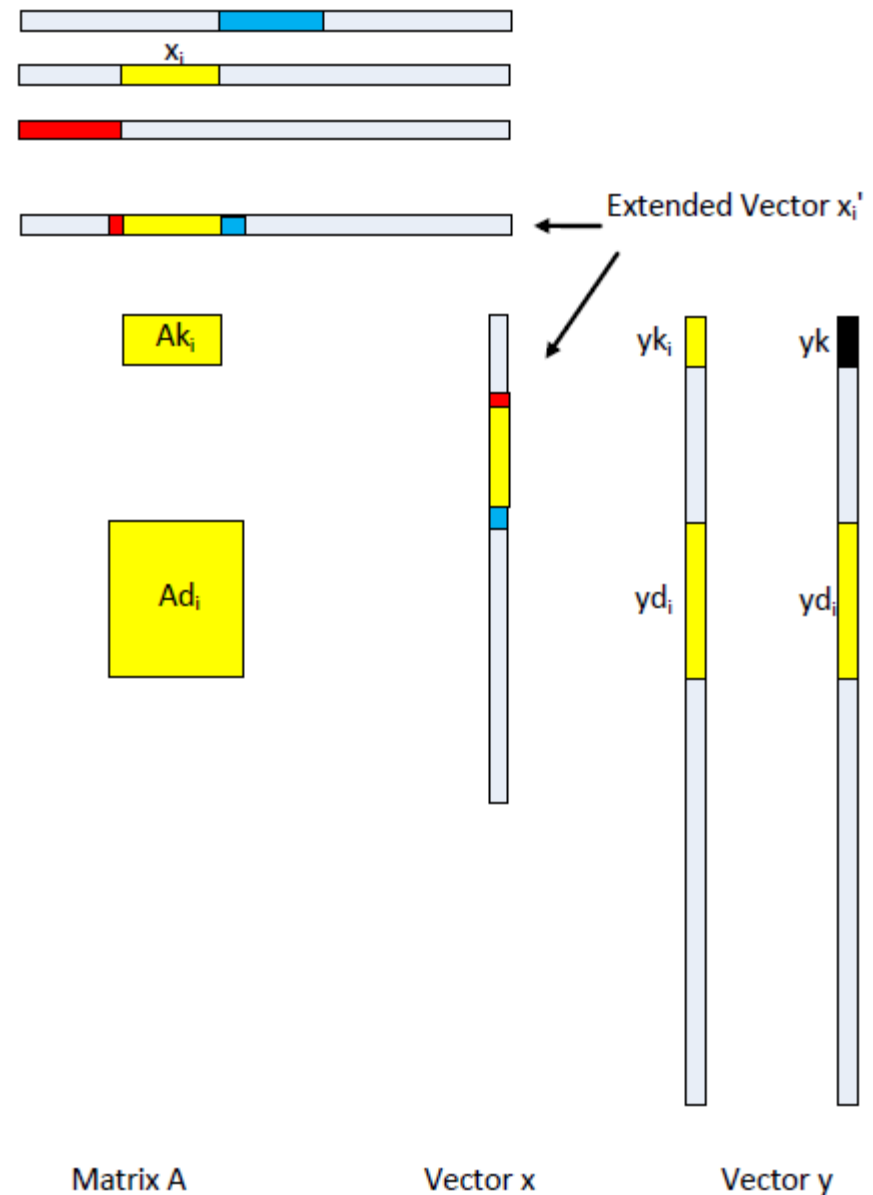 xᵢ
Extended Vector xᵢ'
Akᵢ
ykᵢ
yk
Adᵢ
ydᵢ
ydᵢ
Matrix A
Vector x
Vector y